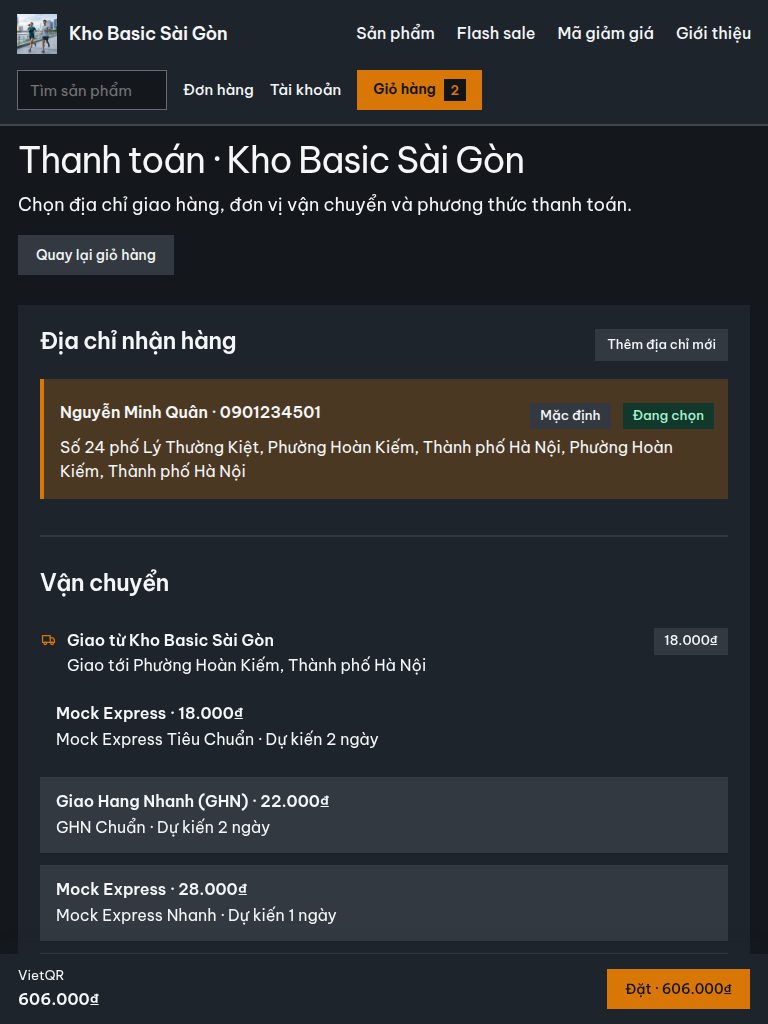 Kho Basic Sài Gòn
Sản phẩm
Flash sale
Mã giảm giá
Giới thiệu
Tìm sản phẩm
Đơn hàng
Tài khoản
Giỏ hàng 2
Thanh toán · Kho Basic Sài Gòn
Chọn địa chỉ giao hàng, đơn vị vận chuyển và phương thức thanh toán.
Quay lại giỏ hàng
Địa chỉ nhận hàng
Thêm địa chỉ mới
Nguyễn Minh Quân · 0901234501
Mặc định
Đang chọn
Số 24 phố Lý Thường Kiệt, Phường Hoàn Kiếm, Thành phố Hà Nội, Phường Hoàn
Kiếm, Thành phố Hà Nội
Vận chuyển
Giao từ Kho Basic Sài Gòn
18.000₫
Giao tới Phường Hoàn Kiếm, Thành phố Hà Nội
Mock Express · 18.000₫
Mock Express Tiêu Chuẩn · Dự kiến 2 ngày
Giao Hang Nhanh (GHN) · 22.000₫
GHN Chuẩn · Dự kiến 2 ngày
Mock Express · 28.000₫
Mock Express Nhanh · Dự kiến 1 ngày
VietQR
606.000₫
Đặt · 606.000₫